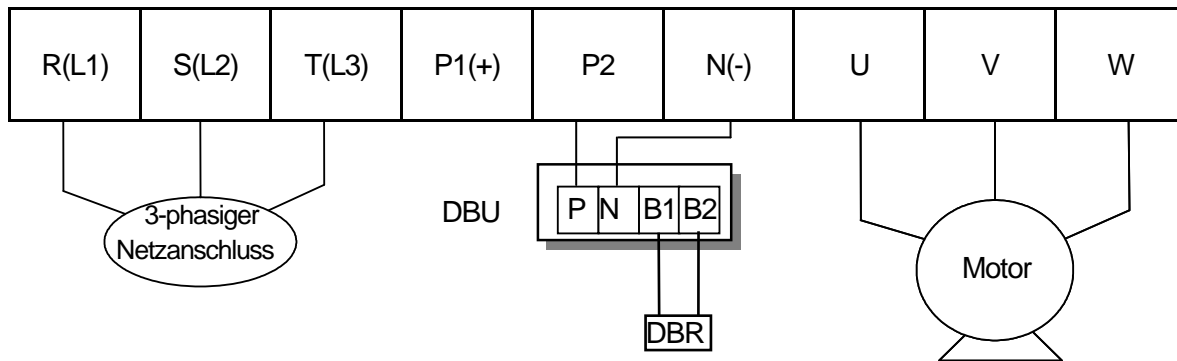 R(L1) S(L2) T(L3) P1(+) P2 N(-) U V W
3-phasiger
Netzanschluss
DBU
P N B1 B2
Motor
DBR